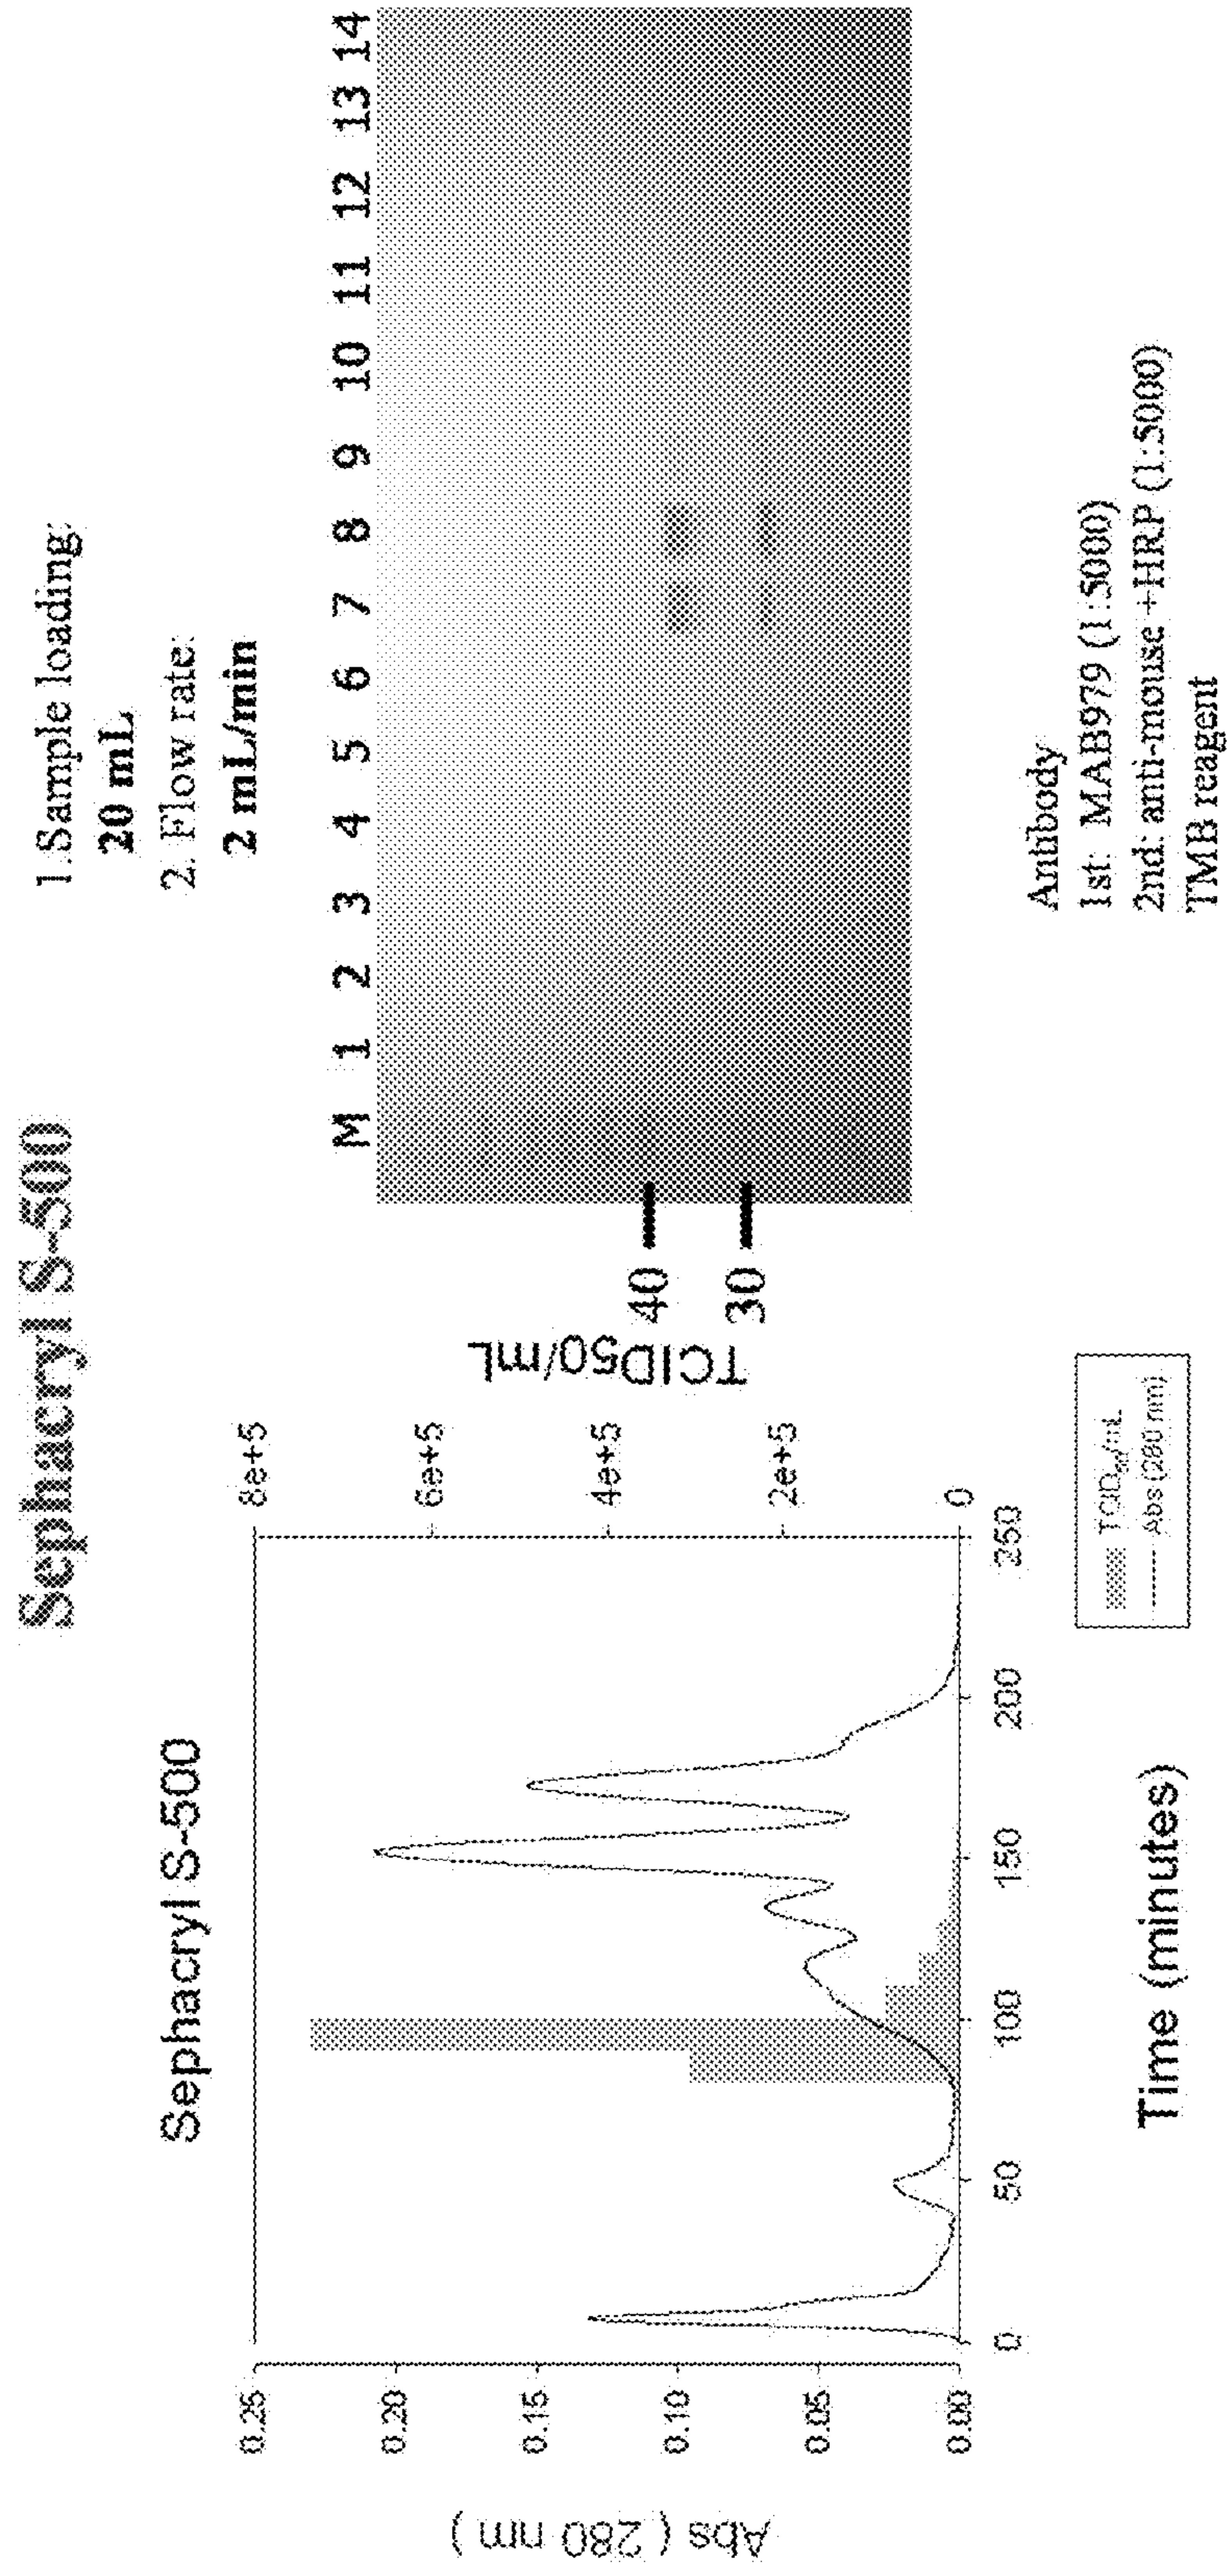 Sephacryl S-500
Sephacryl S-500
Abs ( 280 nm )
0.25
0.20
0.15
0.10
0.05
0.00
0
50
100
150
200
250
Time (minutes)
8e+5
6e+5
4e+5
2e+5
0
TCID50/mL
TCID50/mL
Abs (280 nm)
1.Sample loading:
20 mL
2. Flow rate:
2 mL/min
M 1 2 3 4 5 6 7 8 9 10 11 12 13 14
40
30
Antibody
1st: MAB979 (1:5000)
2nd: anti-mouse +HRP (1:5000)
TMB reagent